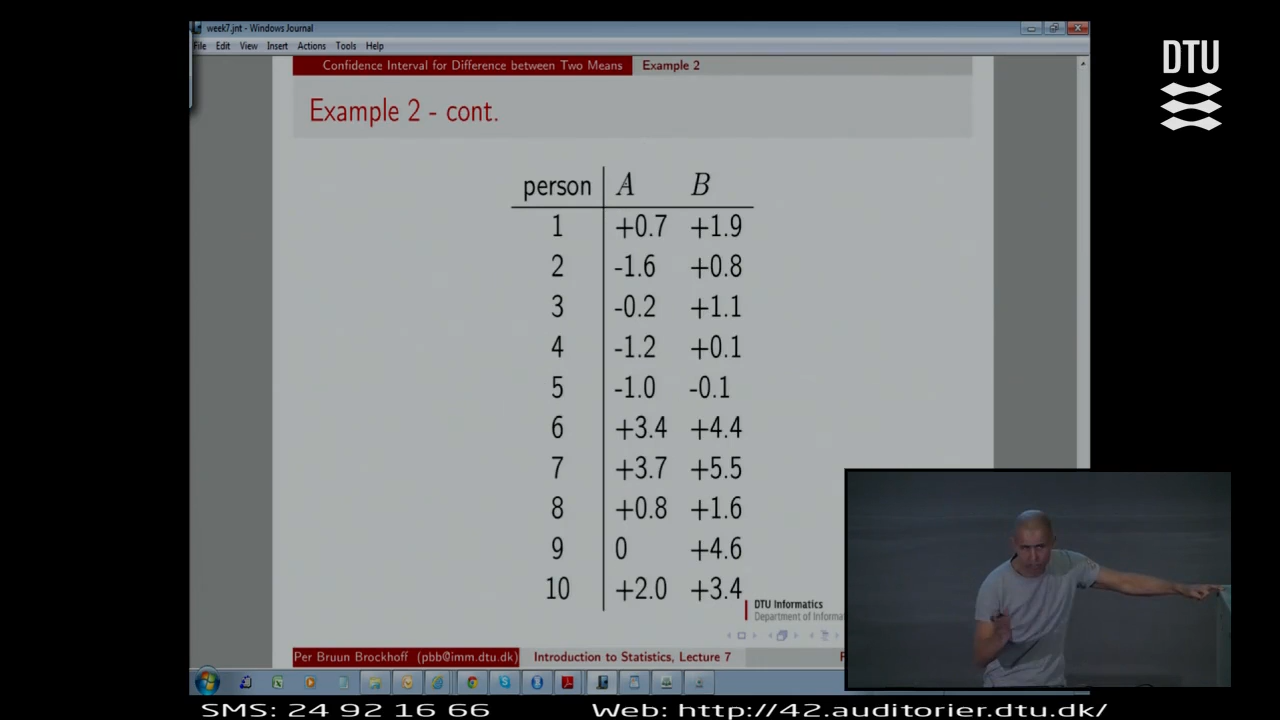 week7.jnt - Windows Journal
File Edit View Insert Actions Tools Help
DTU
Confidence Interval for Difference between Two Means Example 2
Example 2 - cont.
person A B
1 +0.7 +1.9
2 -1.6 +0.8
3 -0.2 +1.1
4 -1.2 +0.1
5 -1.0 -0.1
6 +3.4 +4.4
7 +3.7 +5.5
8 +0.8 +1.6
9 0 +4.6
10 +2.0 +3.4
DTU Informatics
Department of Informa
Per Bruun Brockhoff (pbb@imm.dtu.dk) Introduction to Statistics, Lecture 7
SMS: 24 92 16 66 Web: http://42.auditorier.dtu.dk/